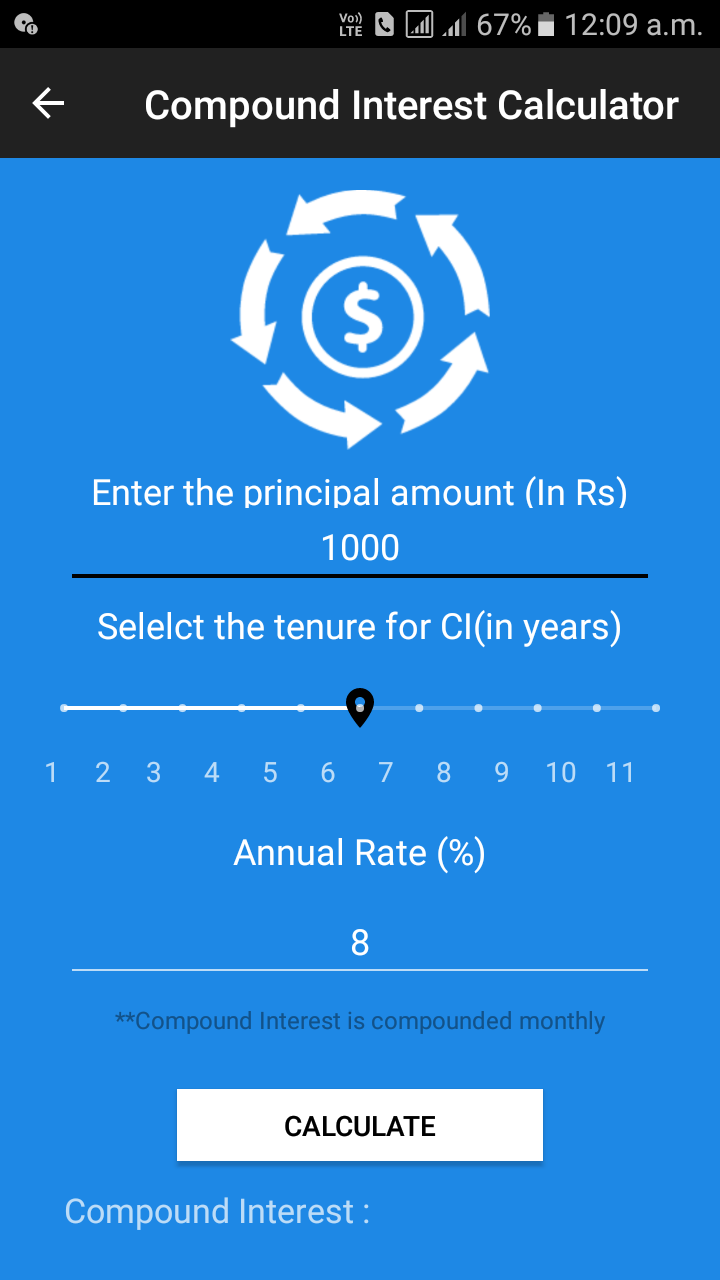 Vo)) LTE 67% 12:09 a.m.
Compound Interest Calculator
$
Enter the principal amount (In Rs)
1000
Selelct the tenure for CI(in years)
1 2 3 4 5 6 7 8 9 10 11
Annual Rate (%)
8
**Compound Interest is compounded monthly
CALCULATE
Compound Interest :